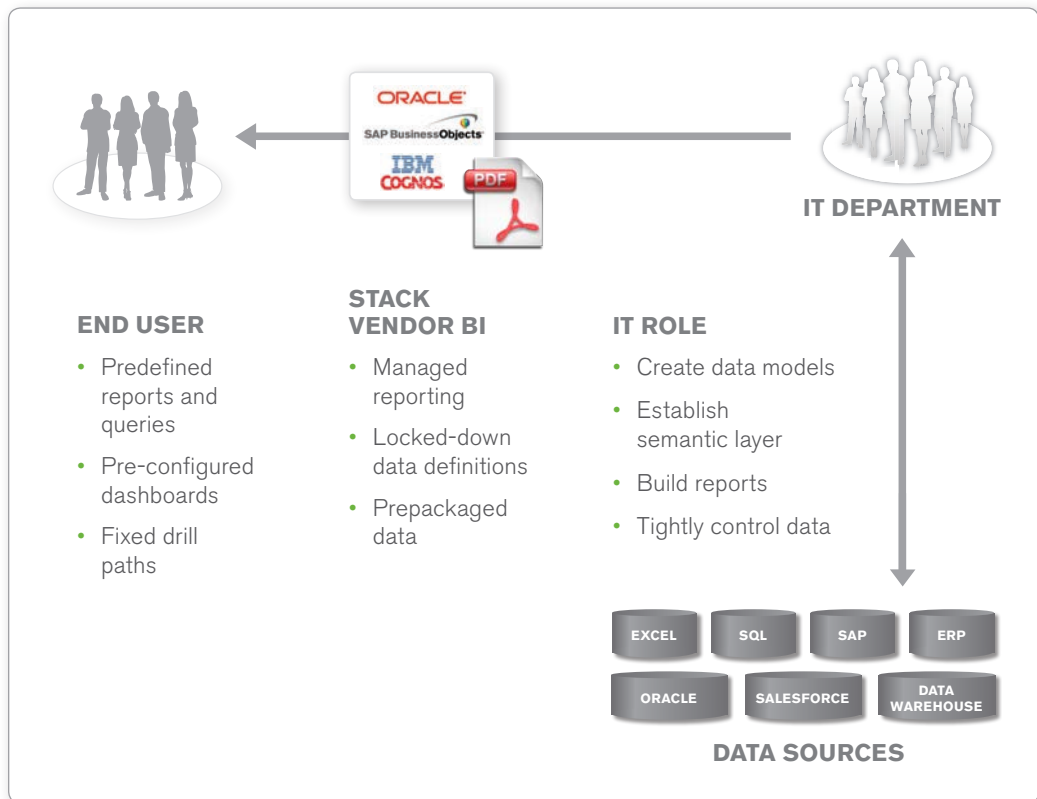 ORACLE
SAP BusinessObjects
IBM
COGNOS
PDF
IT DEPARTMENT
END USER
• Predefined
reports and
queries
• Pre-configured
dashboards
• Fixed drill
paths
STACK
VENDOR BI
• Managed
reporting
• Locked-down
data definitions
• Prepackaged
data
IT ROLE
• Create data models
• Establish
semantic layer
• Build reports
• Tightly control data
EXCEL
SQL
SAP
ERP
ORACLE
SALESFORCE
DATA
WAREHOUSE
DATA SOURCES